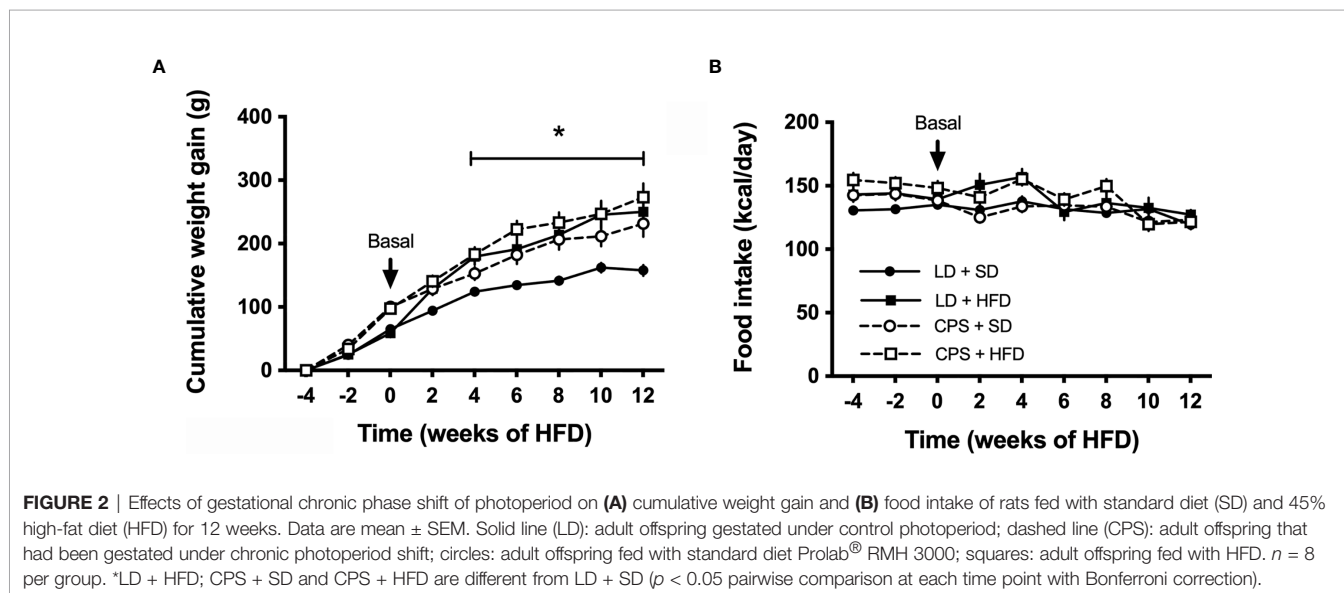 A
B
Cumulative weight gain (g)
400
300
200
100
0
*
Basal
-4 -2 0 2 4 6 8 10 12
Time (weeks of HFD)
Food intake (kcal/day)
200
150
100
50
0
Basal
LD + SD
LD + HFD
CPS + SD
CPS + HFD
-4 -2 0 2 4 6 8 10 12
Time (weeks of HFD)
FIGURE 2 | Effects of gestational chronic phase shift of photoperiod on (A) cumulative weight gain and (B) food intake of rats fed with standard diet (SD) and 45%
high-fat diet (HFD) for 12 weeks. Data are mean ± SEM. Solid line (LD): adult offspring gestated under control photoperiod; dashed line (CPS): adult offspring that
had been gestated under chronic photoperiod shift; circles: adult offspring fed with standard diet Prolab® RMH 3000; squares: adult offspring fed with HFD. n = 8
per group. *LD + HFD; CPS + SD and CPS + HFD are different from LD + SD (p < 0.05 pairwise comparison at each time point with Bonferroni correction).